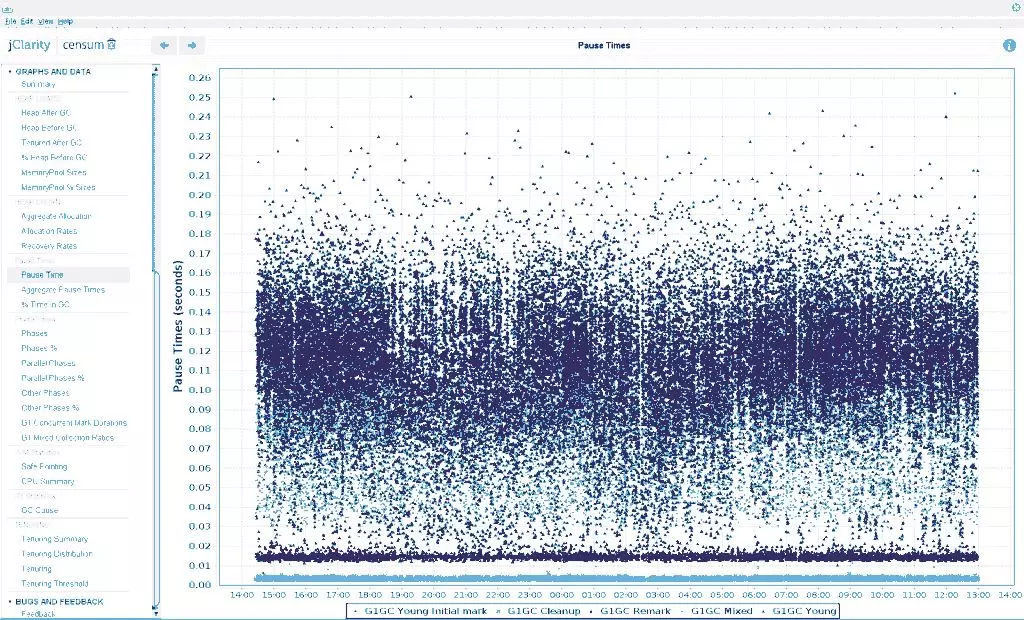 File Edit View Help
jClarity censum
Pause Times
GRAPHS AND DATA
Summary
Heap After GC
Heap Before GC
Tenured After GC
% Heap Before GC
MemoryPool Sizes
MemoryPool % Sizes
Aggregate Allocation
Allocation Rates
Recovery Rates
Pause Time
Aggregate Pause Times
% Time in GC
Phases
Phases %
Parallel Phases
Parallel Phases %
Other Phases
Other Phases %
G1 Concurrent Mark Durations
G1 Mixed Collection Ratios
Safe Pointing
CPU Summary
GC Cause
Tenuring Summary
Tenuring Distribution
Tenuring
Tenuring Threshold
BUGS AND FEEDBACK
Feedback
Pause Times (seconds)
0.26
0.25
0.24
0.23
0.22
0.21
0.20
0.19
0.18
0.17
0.16
0.15
0.14
0.13
0.12
0.11
0.10
0.09
0.08
0.07
0.06
0.05
0.04
0.03
0.02
0.01
0.00
14:00 15:00 16:00 17:00 18:00 19:00 20:00 21:00 22:00 23:00 00:00 01:00 02:00 03:00 04:00 05:00 06:00 07:00 08:00 09:00 10:00 11:00 12:00 13:00 14:00
G1GC Young Initial mark G1GC Cleanup G1GC Remark G1GC Mixed G1GC Young